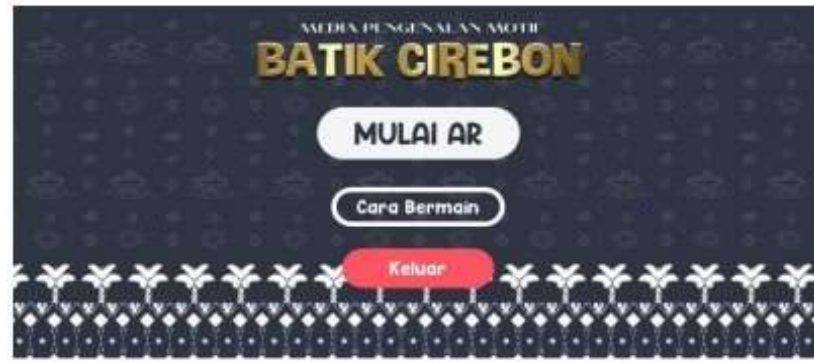 MEDIA PENGENALAN MOTIF
BATIK CIREBON
MULAI AR
Cara Bermain
Keluar